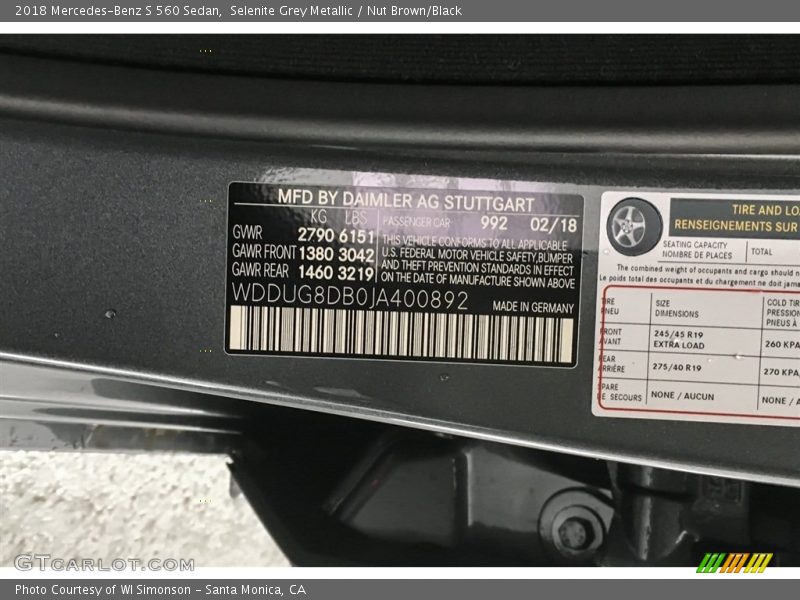 2018 Mercedes-Benz S 560 Sedan,  Selenite Grey Metallic / Nut Brown/Black
MFD BY DAIMLER AG STUTTGART
KG LBS PASSENGER CAR 992 02/18
GVWR 2790 6151
GAWR FRONT 1380 3042
GAWR REAR 1460 3219
THIS VEHICLE CONFORMS TO ALL APPLICABLE
U.S. FEDERAL MOTOR VEHICLE SAFETY, BUMPER
AND THEFT PREVENTION STANDARDS IN EFFECT
ON THE DATE OF MANUFACTURE SHOWN ABOVE
WDDUG8DB0JA400892 MADE IN GERMANY
TIRE AND LOA
RENSEIGNEMENTS SUR
SEATING CAPACITY
NOMBRE DE PLACES
TOTAL
The combined weight of occupants and cargo should n
Le poids total des occupants et du chargement ne doit jam
TIRE
PNEU
SIZE
DIMENSIONS
COLD TIR
PNEUS À
FRONT
AVANT
245/45 R19
EXTRA LOAD
260 KPA
REAR
ARRIÈRE
275/40 R19
270 KPA
SPARE
DE SECOURS
NONE / AUCUN
NONE / A
GTCARLOT.COM
Photo Courtesy of WI Simonson - Santa Monica, CA